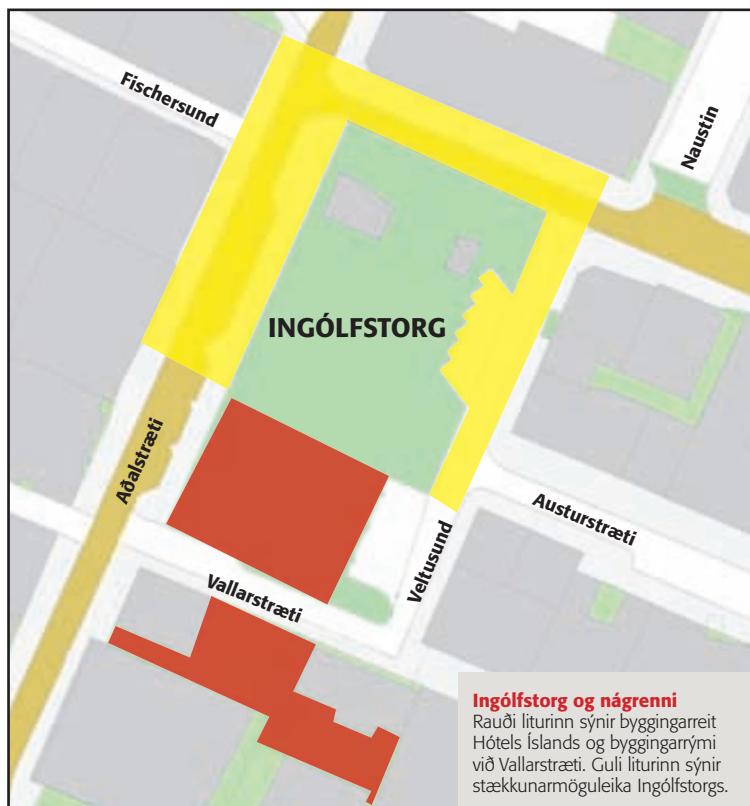 Fischersund
Naustin
INGÓLFSTORG
Aðalstræti
Austurstræti
Veltusund
Vallarstræti
Ingólfstorg og nágrenni
Rauði liturinn sýnir byggingarreit
Hótels Íslands og byggingarrými
við Vallarstræti. Guli liturinn sýnir
stækkunarmöguleika Ingólfstorgs.